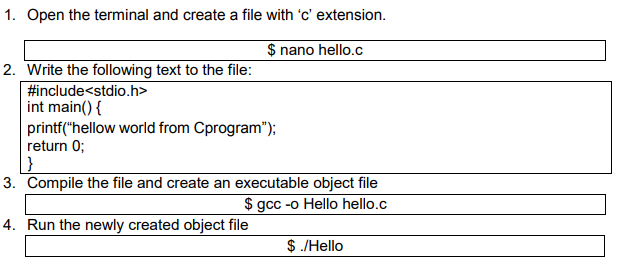 1. Open the terminal and create a file with ‘c’ extension.
$ nano hello.c
2. Write the following text to the file:
#include<stdio.h>
int main() {
printf(“hellow world from Cprogram”);
return 0;
}
3. Compile the file and create an executable object file
$ gcc -o Hello hello.c
4. Run the newly created object file
$ ./Hello